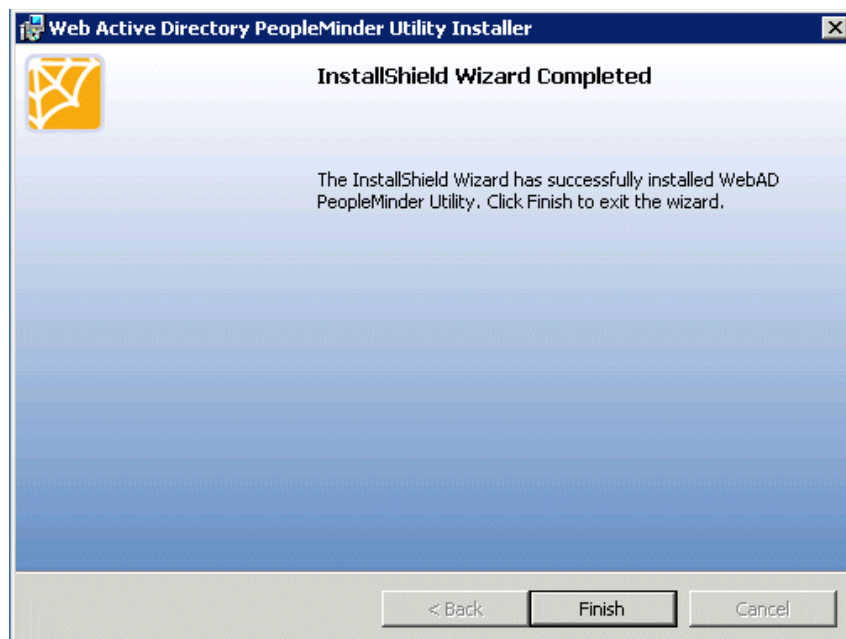 Web Active Directory PeopleMinder Utility Installer
InstallShield Wizard Completed
The InstallShield Wizard has successfully installed WebAD
PeopleMinder Utility. Click Finish to exit the wizard.
< Back
Finish
Cancel